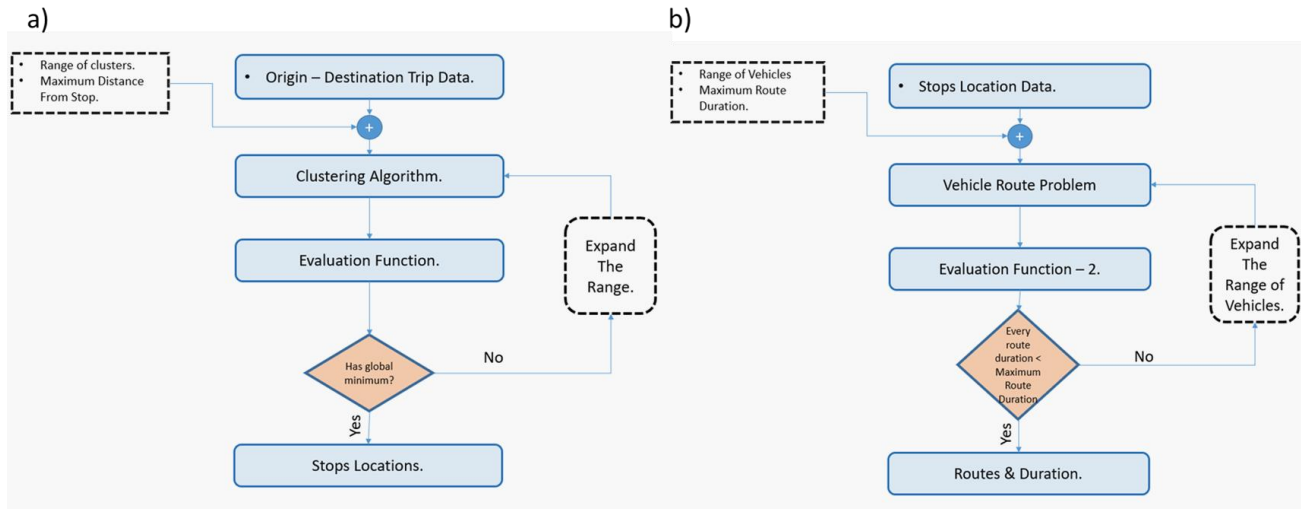 a)
• Range of clusters.
• Maximum Distance
From Stop.
• Origin – Destination Trip Data.
+
Clustering Algorithm.
Evaluation Function.
Expand
The
Range.
Has global
minimum?
No
Yes
Stops Locations.
b)
• Range of Vehicles
• Maximum Route
Duration.
• Stops Location Data.
+
Vehicle Route Problem
Evaluation Function – 2.
Expand
The
Range of
Vehicles.
Every
route
duration <
Maximum
Route
Duration
No
Yes
Routes & Duration.